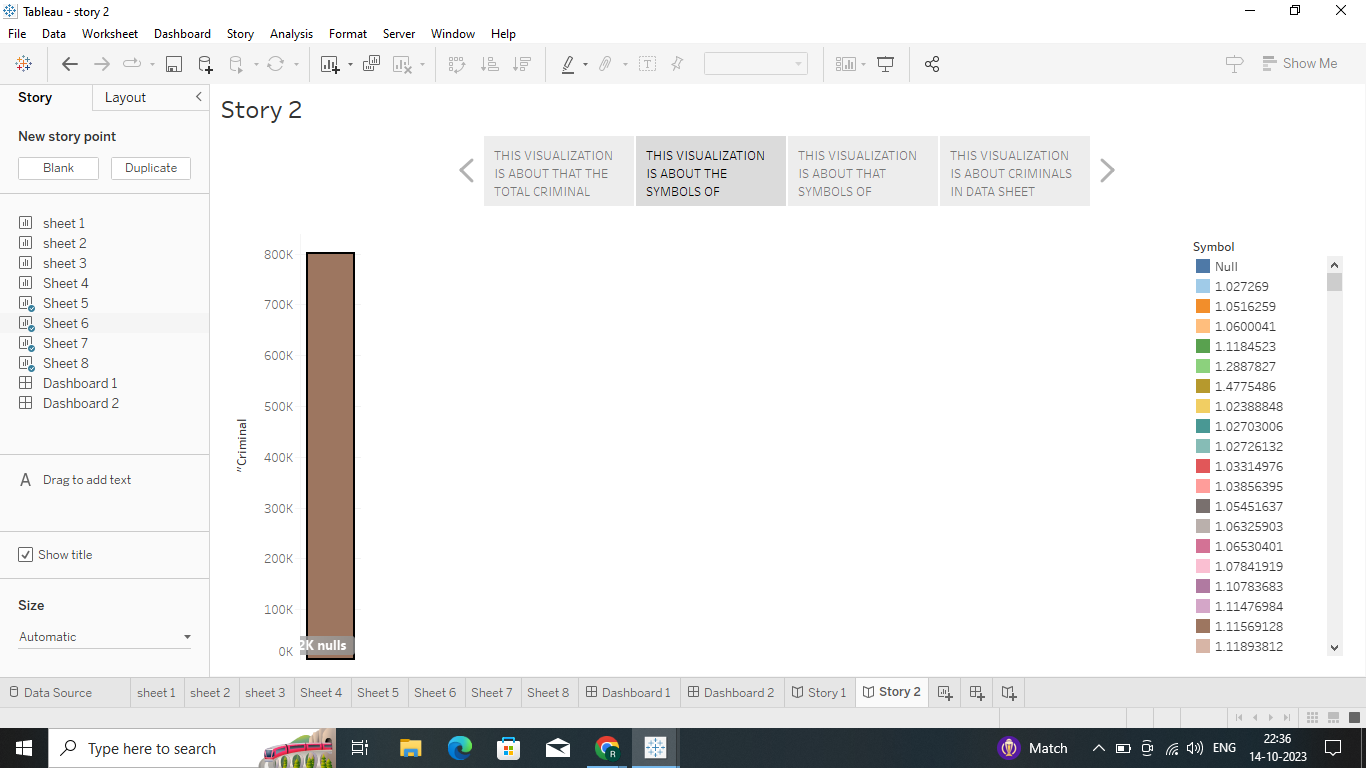 Tableau - story 2
File Data Worksheet Dashboard Story Analysis Format Server Window Help
Show Me
Story Layout
New story point
Blank Duplicate
sheet 1
sheet 2
sheet 3
Sheet 4
Sheet 5
Sheet 6
Sheet 7
Sheet 8
Dashboard 1
Dashboard 2
A Drag to add text
Show title
Size
Automatic
Story 2
THIS VISUALIZATION
IS ABOUT THAT THE
TOTAL CRIMINAL
THIS VISUALIZATION
IS ABOUT THE
SYMBOLS OF
THIS VISUALIZATION
IS ABOUT THAT
SYMBOLS OF
THIS VISUALIZATION
IS ABOUT CRIMINALS
IN DATA SHEET
"Criminal
800K
700K
600K
500K
400K
300K
200K
100K
0K
2K nulls
Symbol
Null
1.027269
1.0516259
1.0600041
1.1184523
1.2887827
1.4775486
1.02388848
1.02703006
1.02726132
1.03314976
1.03856395
1.05451637
1.06325903
1.06530401
1.07841919
1.10783683
1.11476984
1.11569128
1.11893812
Data Source sheet 1 sheet 2 sheet 3 Sheet 4 Sheet 5 Sheet 6 Sheet 7 Sheet 8 Dashboard 1 Dashboard 2 Story 1 Story 2
Type here to search
Match
ENG
22:36
14-10-2023